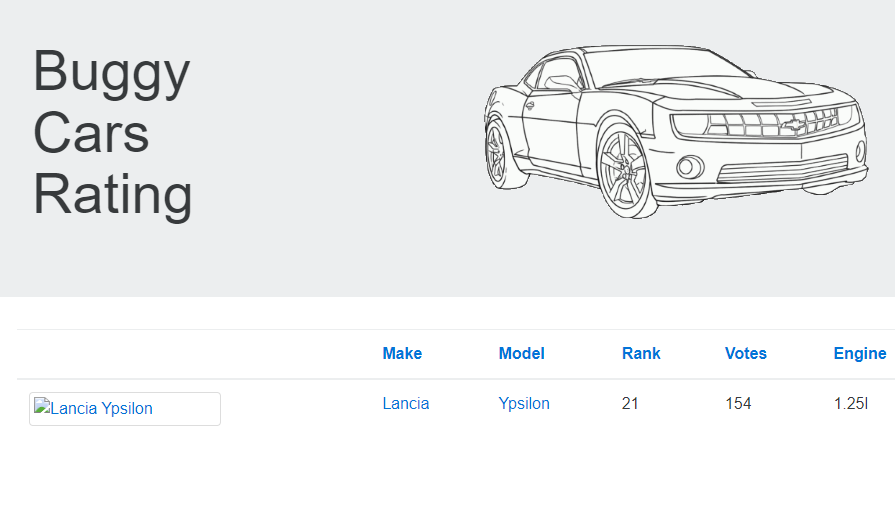 Buggy
Cars
Rating
Make Model Rank Votes Engine
Lancia Ypsilon Lancia Ypsilon 21 154 1.25l